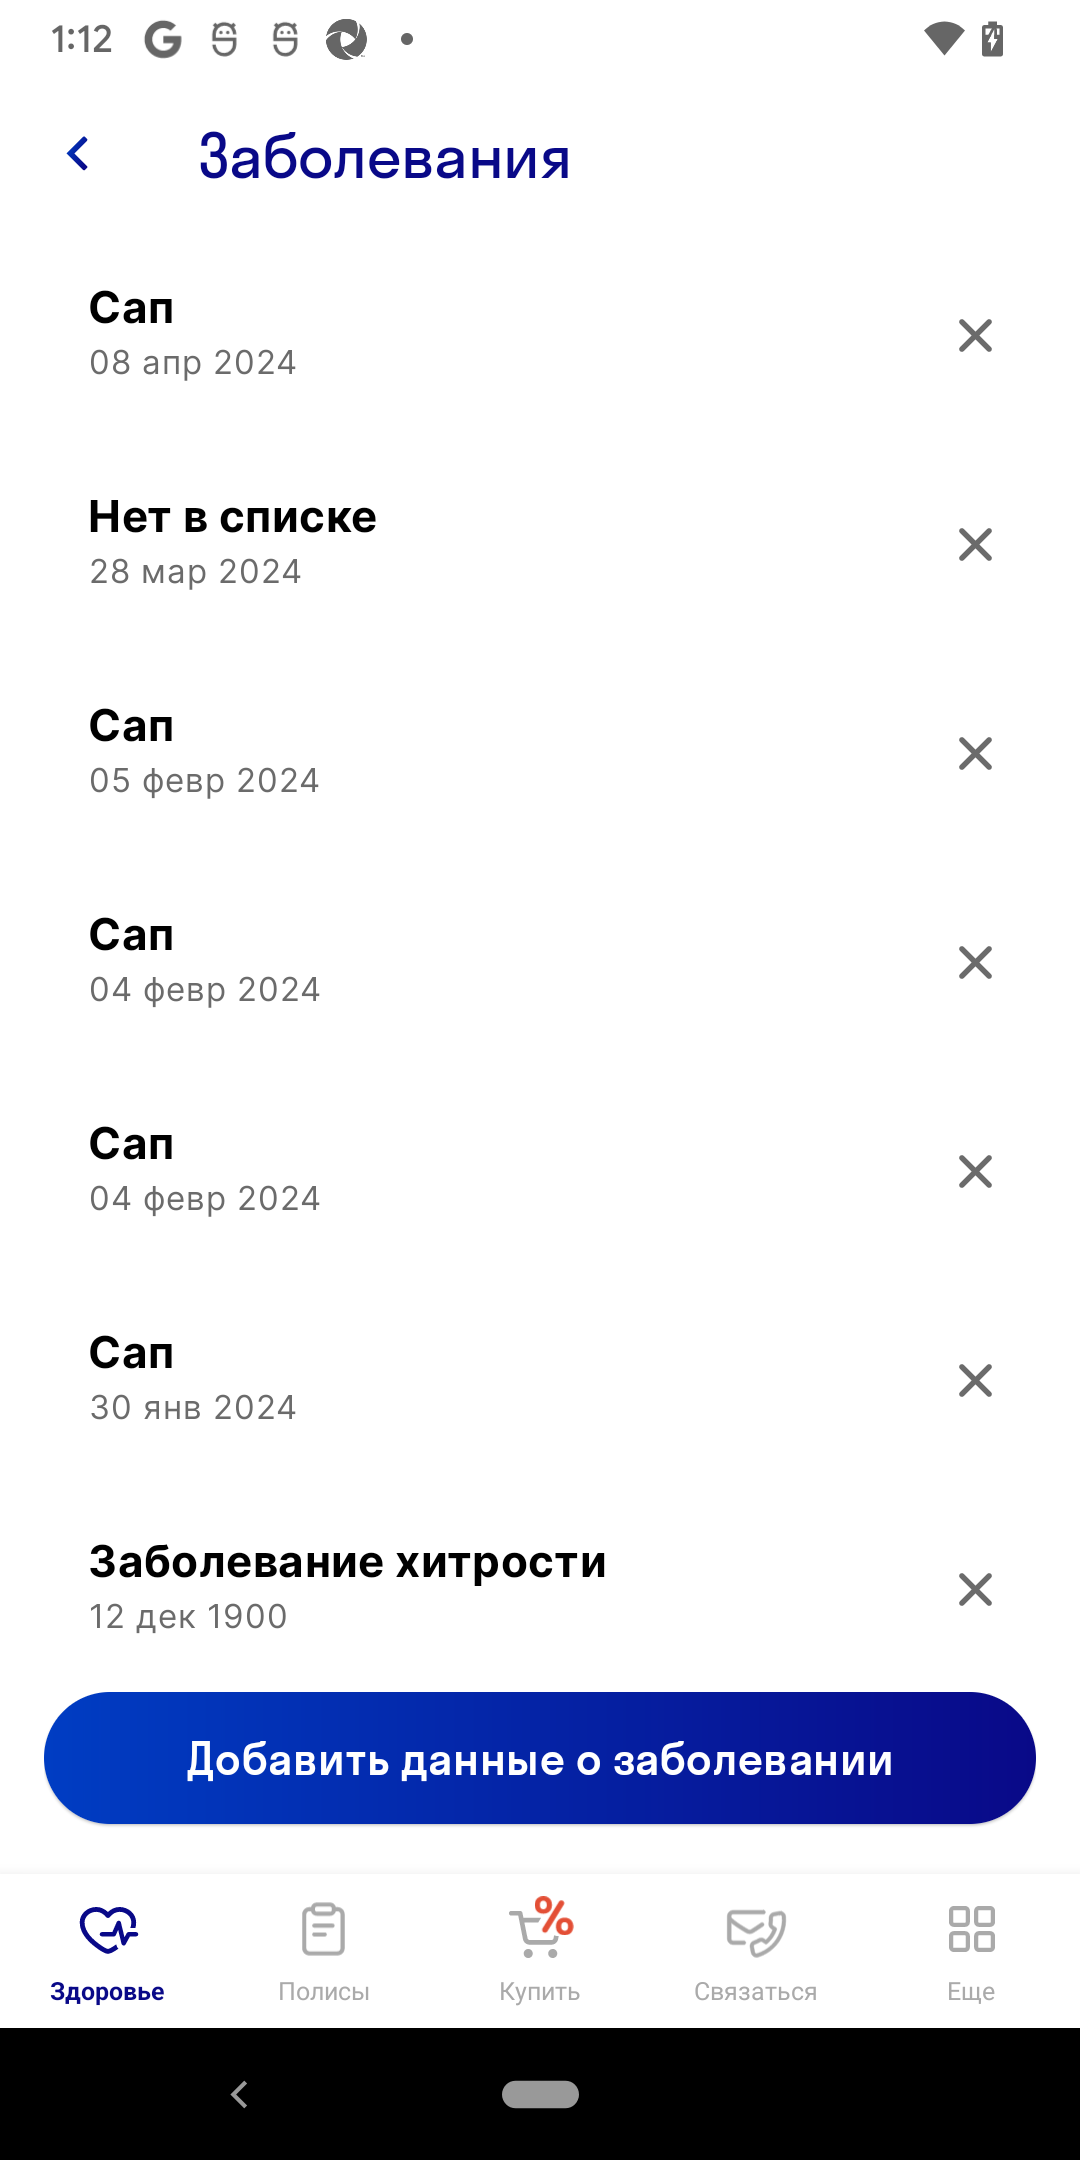 1:12
Заболевания
Сап
08 апр 2024
Нет в списке
28 мар 2024
Сап
05 февр 2024
Сап
04 февр 2024
Сап
04 февр 2024
Сап
30 янв 2024
Заболевание хитрости
12 дек 1900
Добавить данные о заболевании
%
Здоровье Полисы Купить Связаться Еще